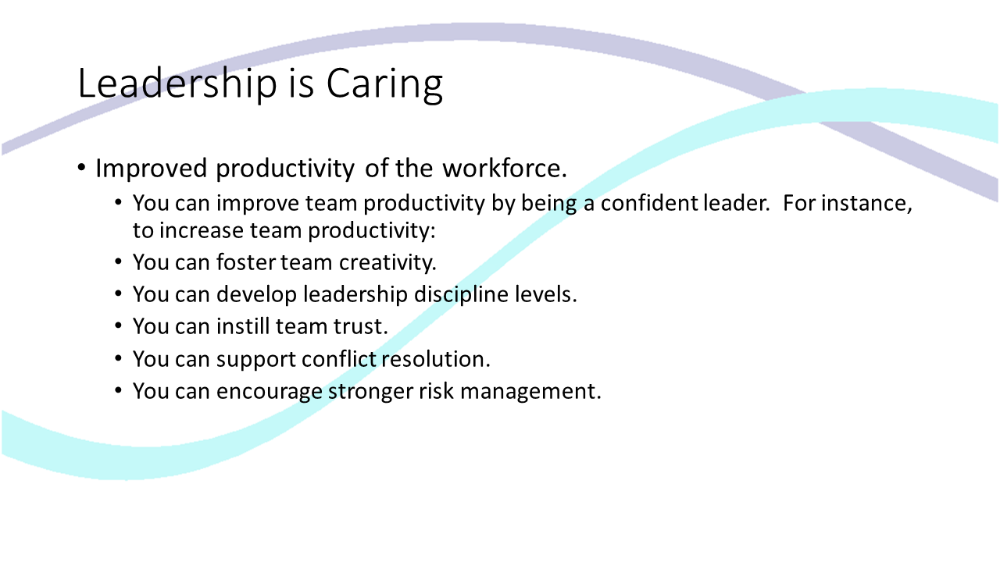 Leadership is Caring
• Improved productivity of the workforce.
• You can improve team productivity by being a confident leader.  For instance,
to increase team productivity:
• You can foster team creativity.
• You can develop leadership discipline levels.
• You can instill team trust.
• You can support conflict resolution.
• You can encourage stronger risk management.